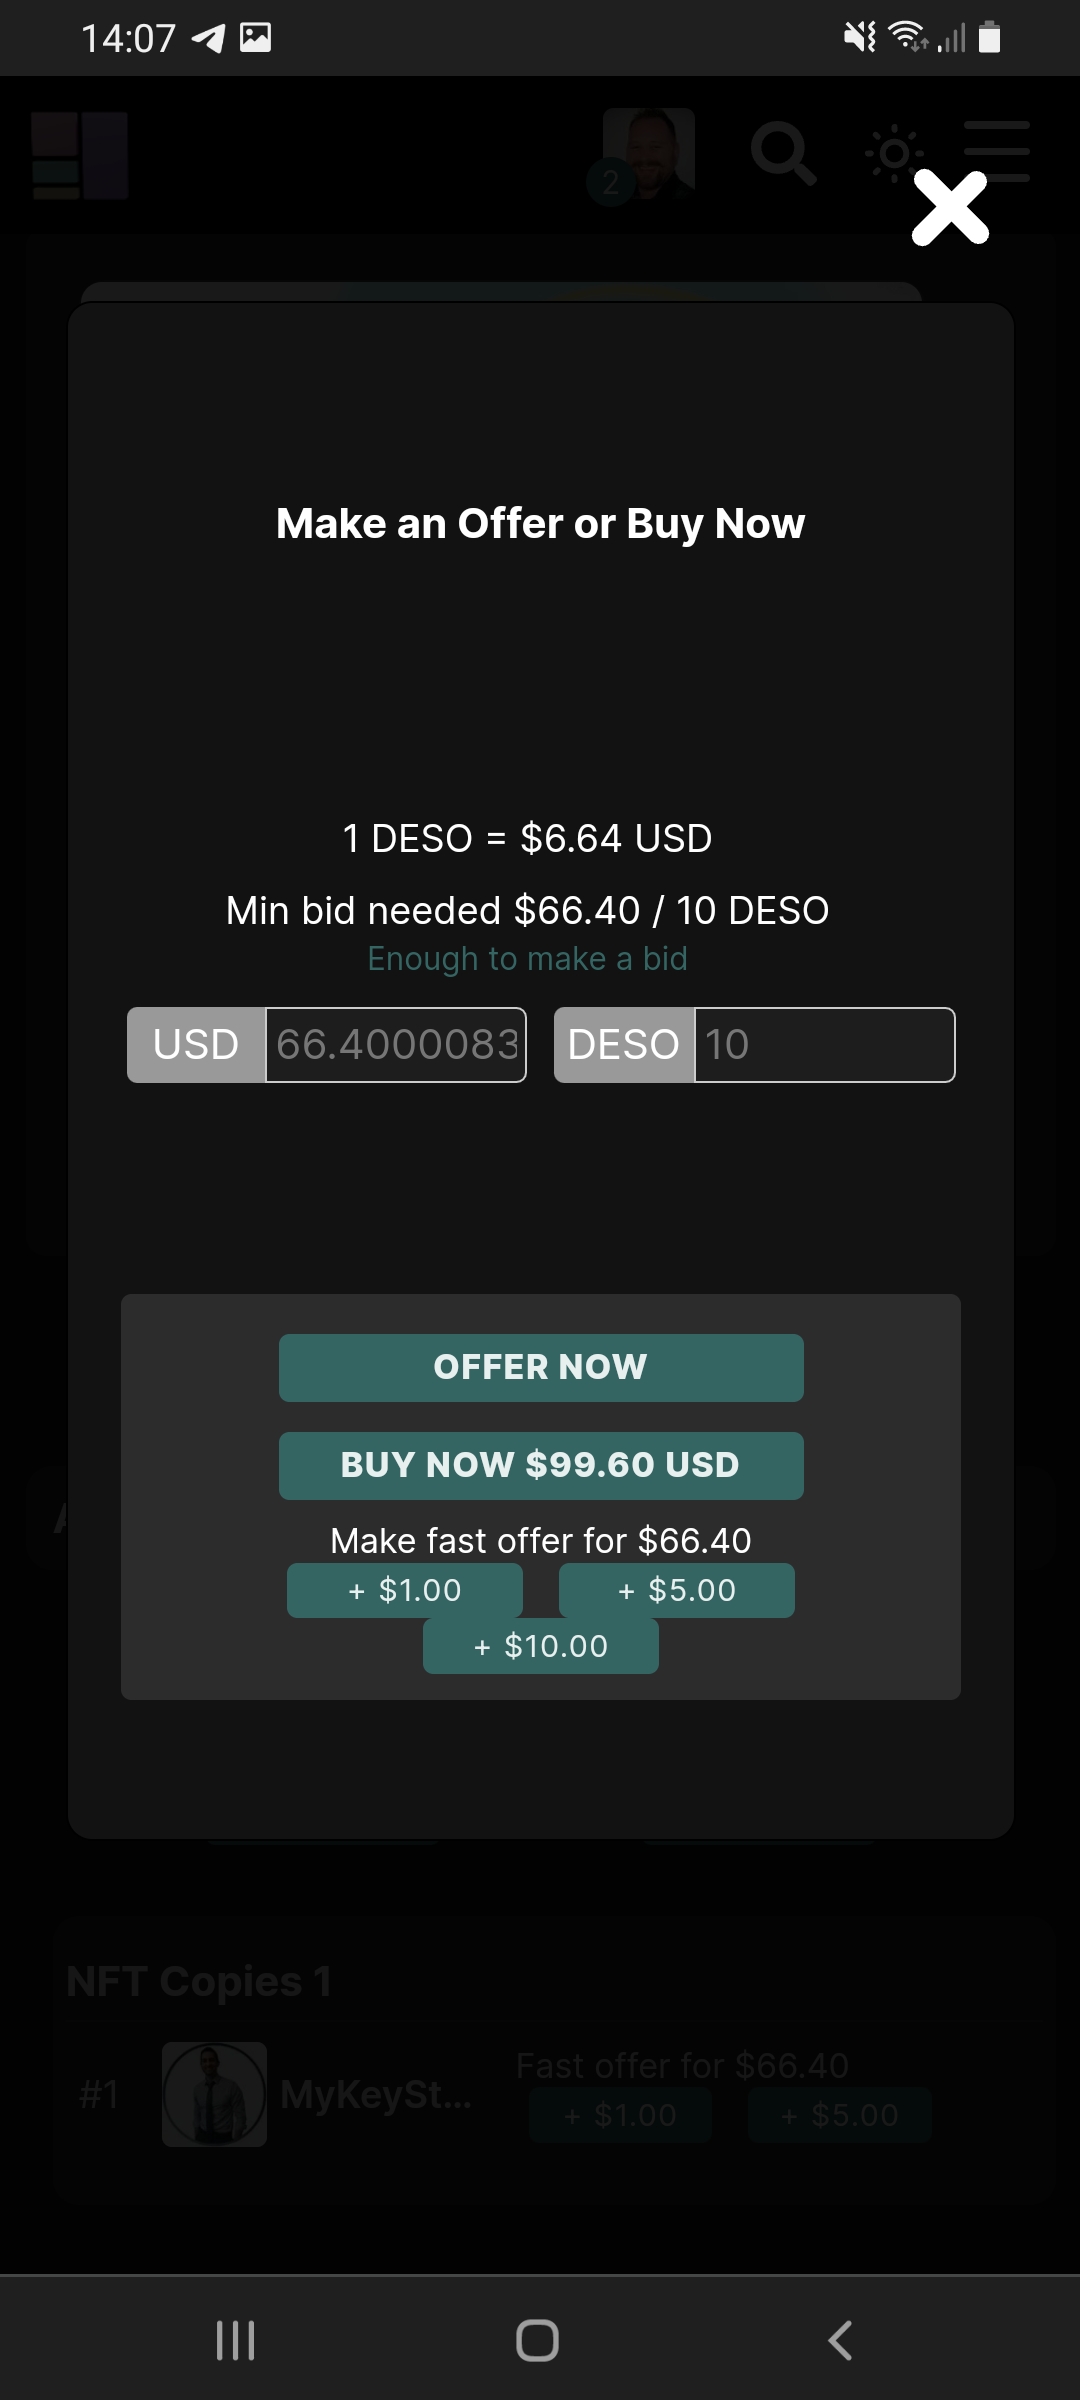 14:07
2
Make an Offer or Buy Now
1 DESO = $6.64 USD
Min bid needed $66.40 / 10 DESO
Enough to make a bid
USD 66.4000083 DESO 10
OFFER NOW
BUY NOW $99.60 USD
Make fast offer for $66.40
+ $1.00 + $5.00
+ $10.00
NFT Copies 1
Fast offer for $66.40
#1 MyKeySt...
+ $1.00 + $5.00